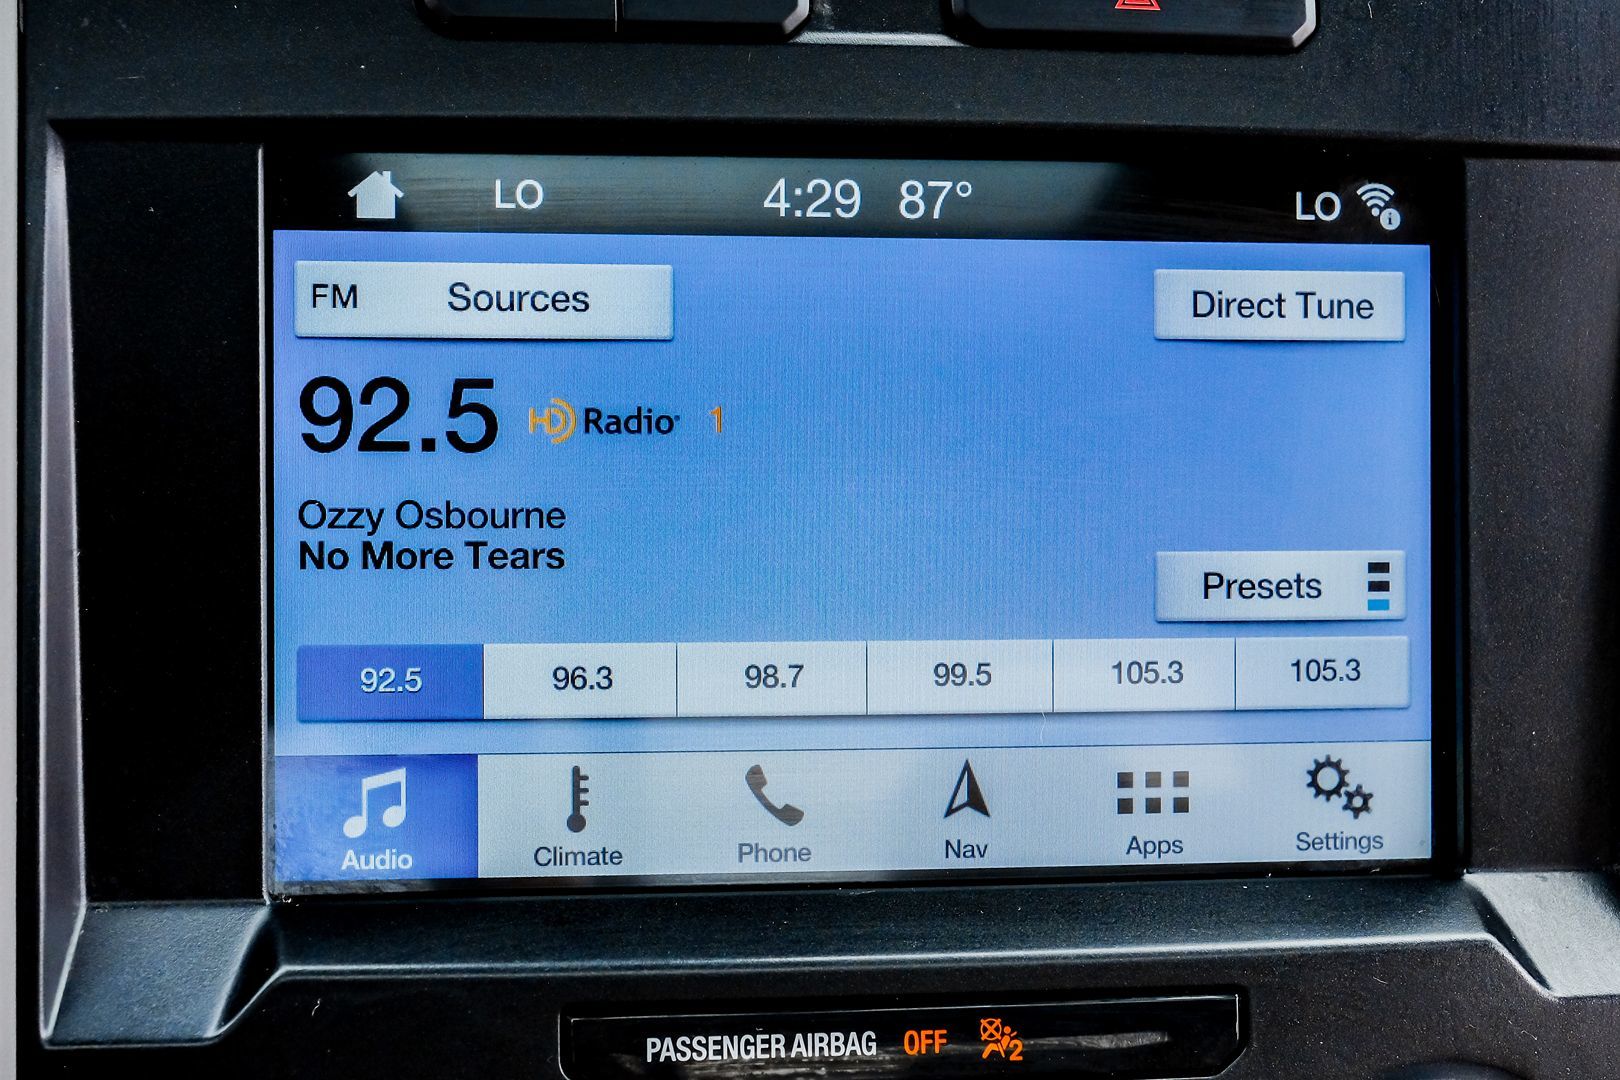 LO 4:29 87° LO
FM Sources Direct Tune
92.5 HD Radio® 1
Ozzy Osbourne
No More Tears
Presets
92.5 96.3 98.7 99.5 105.3 105.3
Audio Climate Phone Nav Apps Settings
PASSENGER AIRBAG OFF 2